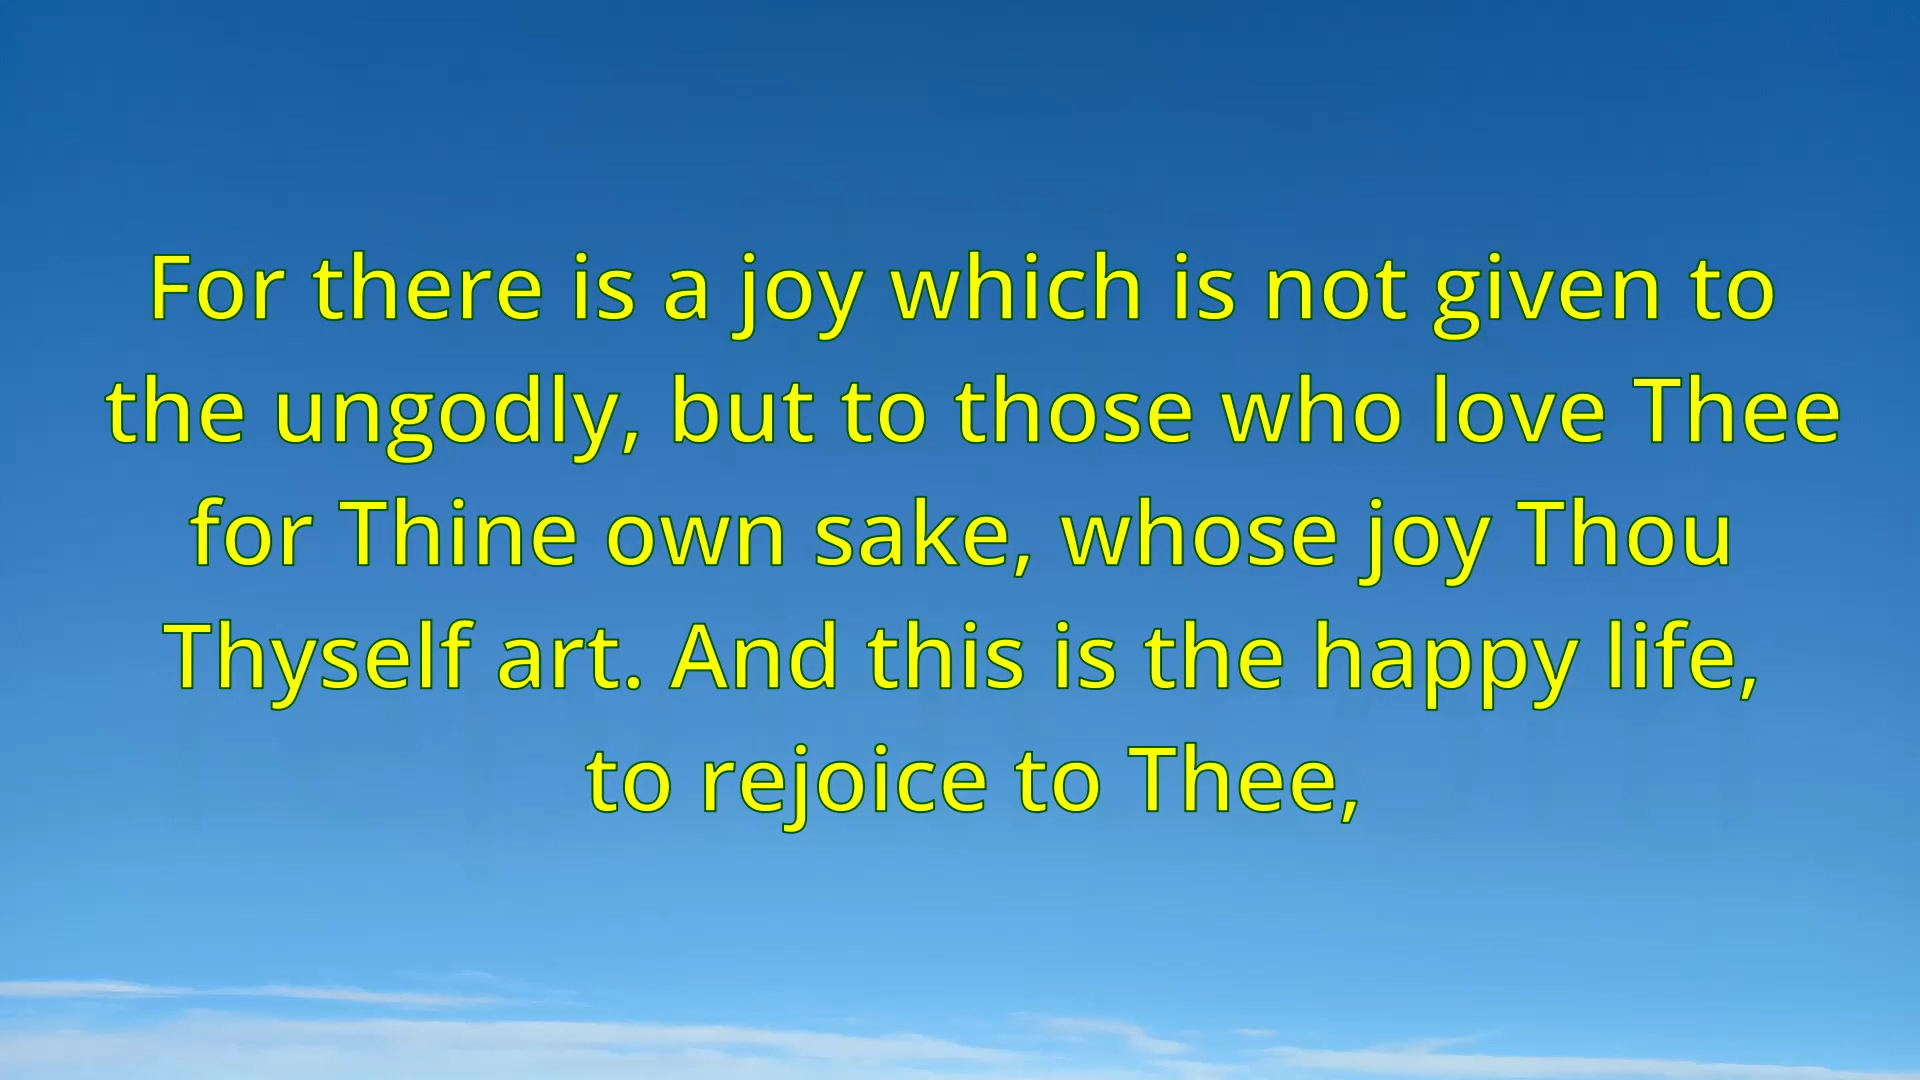 For there is a joy which is not given to
the ungodly, but to those who love Thee
for Thine own sake, whose joy Thou
Thyself art. And this is the happy life,
to rejoice to Thee,